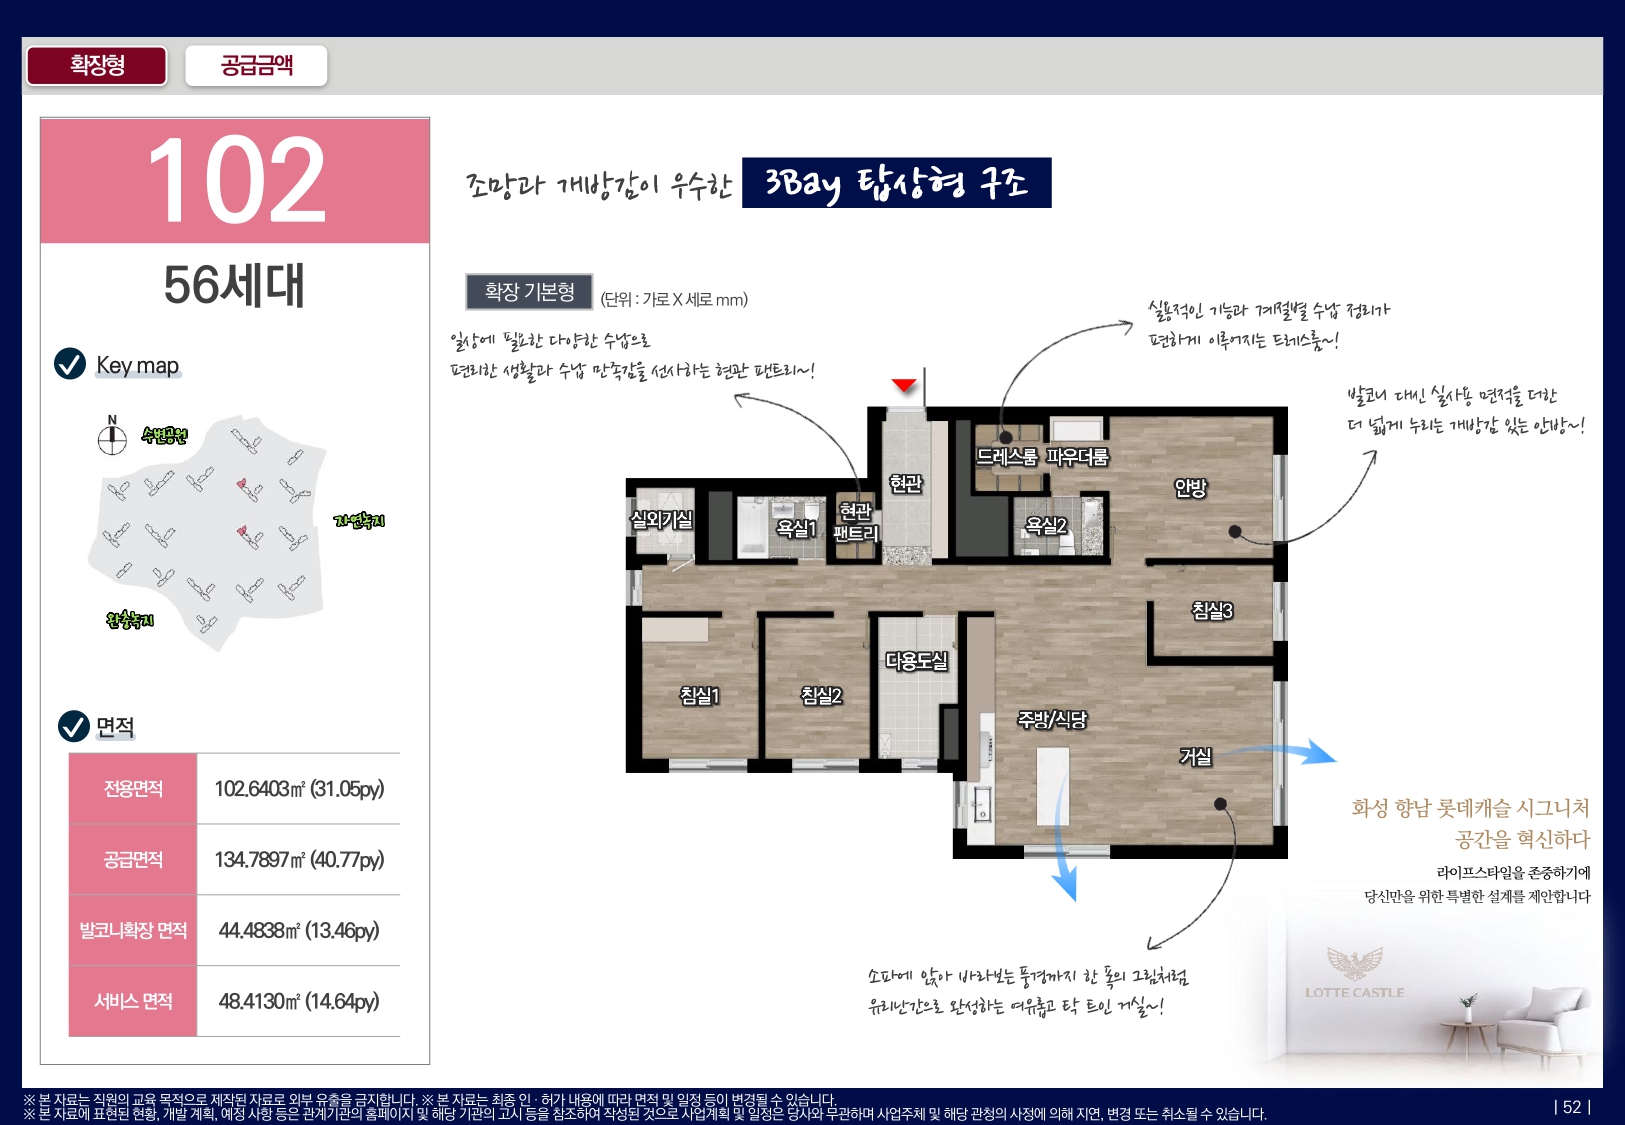 확장형
공급금액
102
56세대
Key map
N
수변공원
자연녹지
완충녹지
면적
전용면적 102.6403㎡ (31.05py)
공급면적 134.7897㎡ (40.77py)
발코니확장 면적 44.4838㎡ (13.46py)
서비스 면적 48.4130㎡ (14.64py)
조망과 개방감이 우수한 3Bay 탑상형 구조
확장 기본형 (단위 : 가로 X 세로 mm)
일상에 필요한 다양한 수납으로
편리한 생활과 수납 만족감을 선사하는 현관 팬트리~!
실용적인 기능과 계절별 수납 정리가
편하게 이루어지는 드레스룸~!
발코니 대신 실사용 면적을 더한
더 넓게 누리는 개방감 있는 안방~!
드레스룸
파우더룸
현관
안방
실외기실
욕실1
현관
팬트리
욕실2
침실3
다용도실
침실1
침실2
주방/식당
거실
소파에 앉아 바라보는 풍경까지 한 폭의 그림처럼
유리난간으로 완성하는 여유롭고 탁 트인 거실~!
화성 향남 롯데캐슬 시그니처
공간을 혁신하다
라이프스타일을 존중하기에
당신만을 위한 특별한 설계를 제안합니다
LOTTE CASTLE
※ 본 자료는 직원의 교육 목적으로 제작된 자료로 외부 유출을 금지합니다. ※ 본 자료는 최종 인 · 허가 내용에 따라 면적 및 일정 등이 변경될 수 있습니다.
※ 본 자료에 표현된 현황, 개발 계획, 예정 사항 등은 관계기관의 홈페이지 및 해당 기관의 고시 등을 참조하여 작성된 것으로 사업계획 및 일정은 당사와 무관하며 사업주체 및 해당 관청의 사정에 의해 지연, 변경 또는 취소될 수 있습니다.
| 52 |